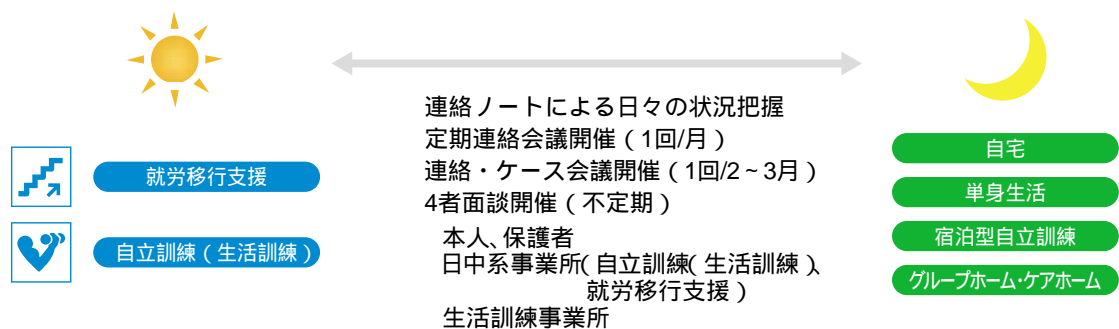 連絡ノートによる日々の状況把握
定期連絡会議開催（1回/月）
連絡・ケース会議開催（1回/2～3月）
4者面談開催（不定期）
本人、保護者
日中系事業所（自立訓練（生活訓練）、
就労移行支援）
生活訓練事業所
就労移行支援
自立訓練（生活訓練）
自宅
単身生活
宿泊型自立訓練
グループホーム・ケアホーム